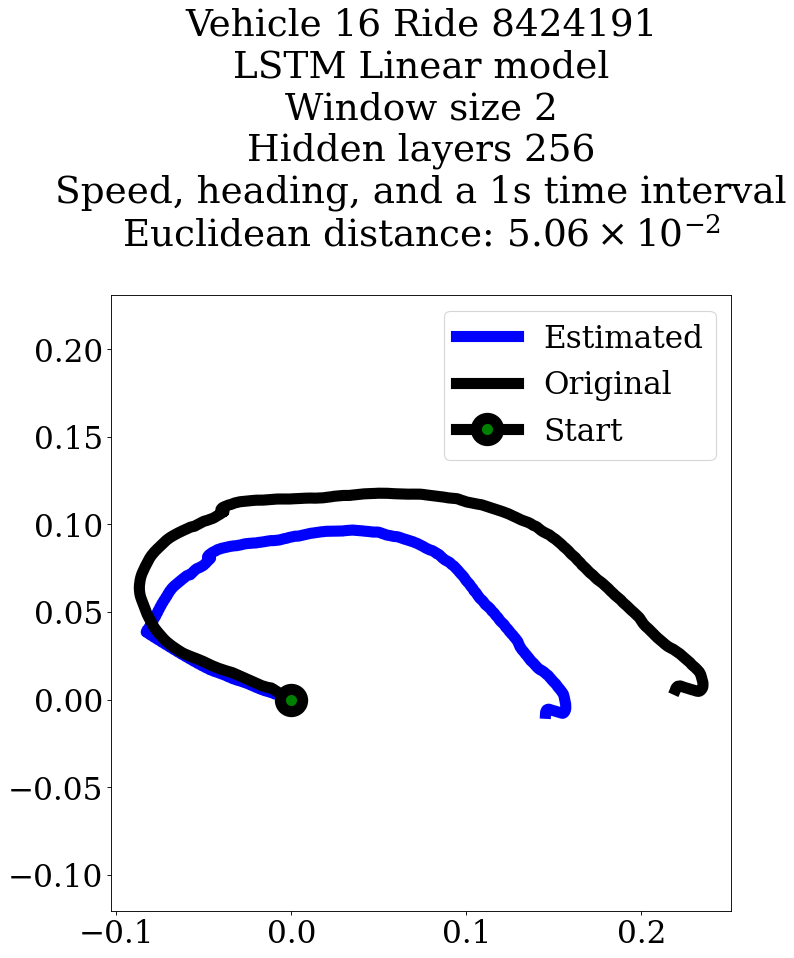 Vehicle 16 Ride 8424191
LSTM Linear model
Window size 2
Hidden layers 256
Speed, heading, and a 1s time interval
Euclidean distance: 5.06 × 10⁻²
Estimated
Original
Start
0.20
0.15
0.10
0.05
0.00
−0.05
−0.10
−0.1 0.0 0.1 0.2